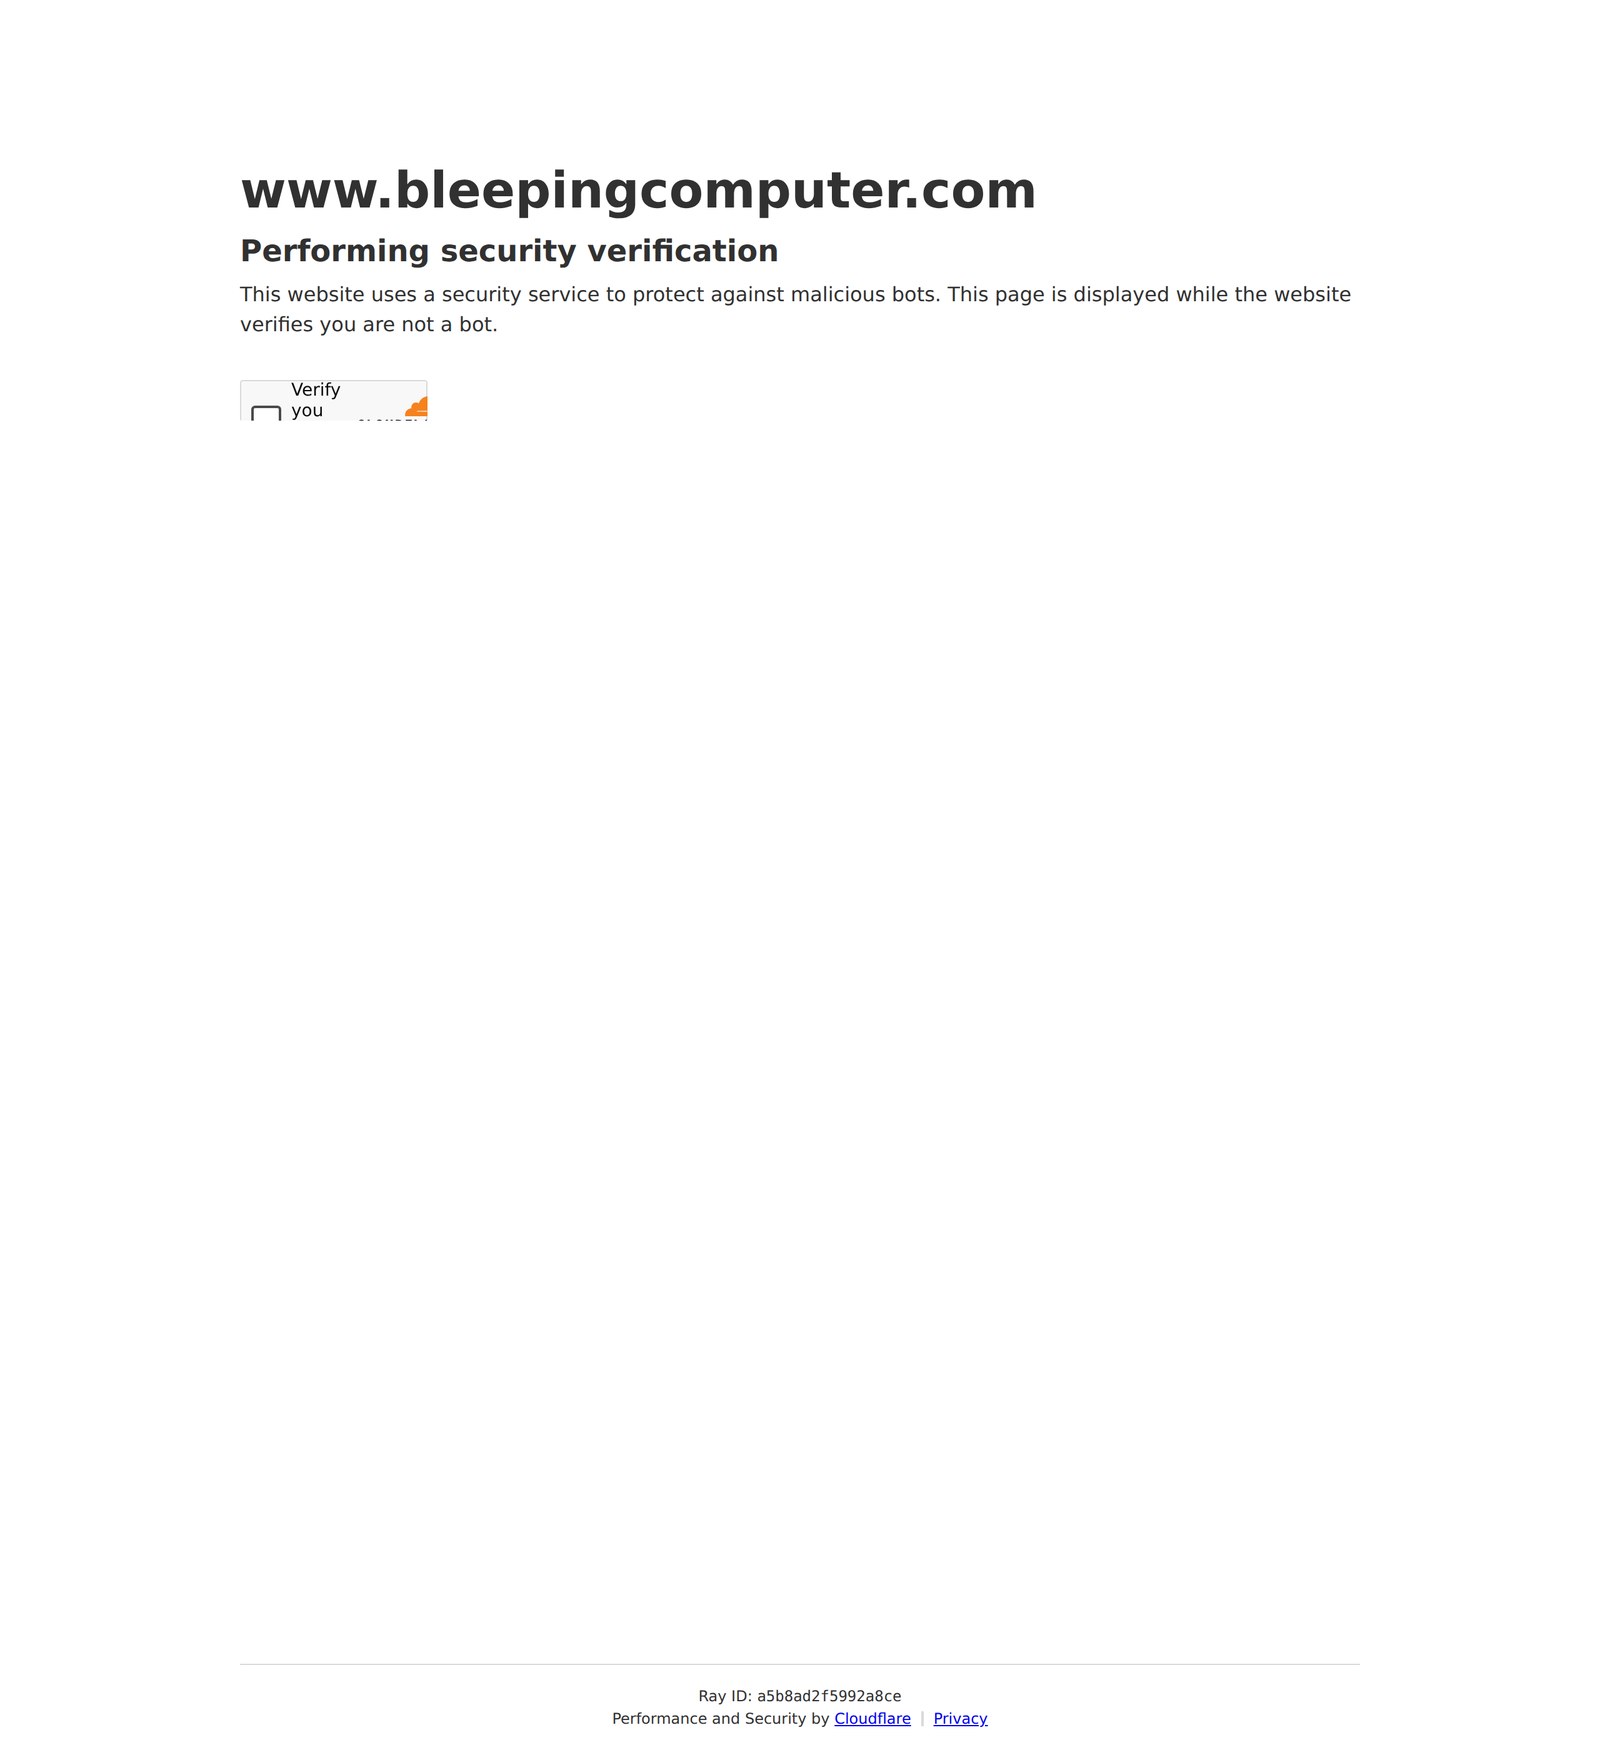 www.bleepingcomputer.com
Performing security verification
This website uses a security service to protect against malicious bots. This page is displayed while the website
verifies you are not a bot.
Verify
you
Ray ID: a5b8ad2f5992a8ce
Performance and Security by Cloudflare | Privacy